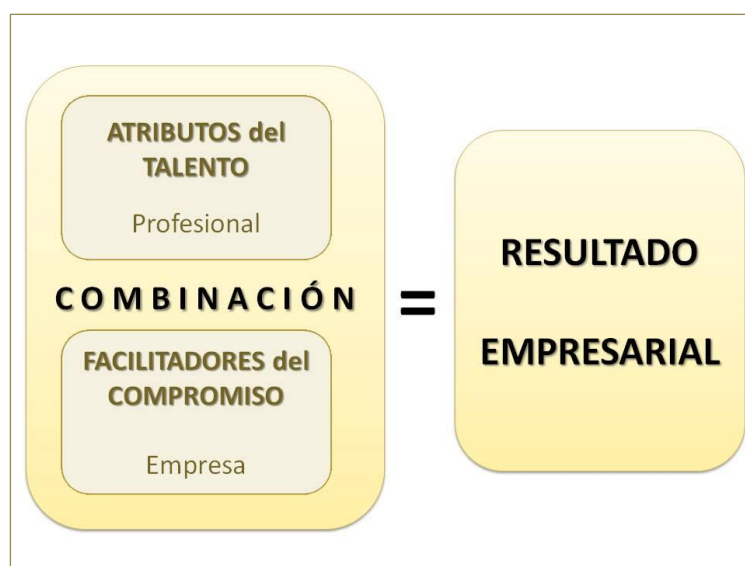 ATRIBUTOS del
TALENTO
Profesional
COMBINACIÓN
FACILITADORES del
COMPROMISO
Empresa
=
RESULTADO
EMPRESARIAL